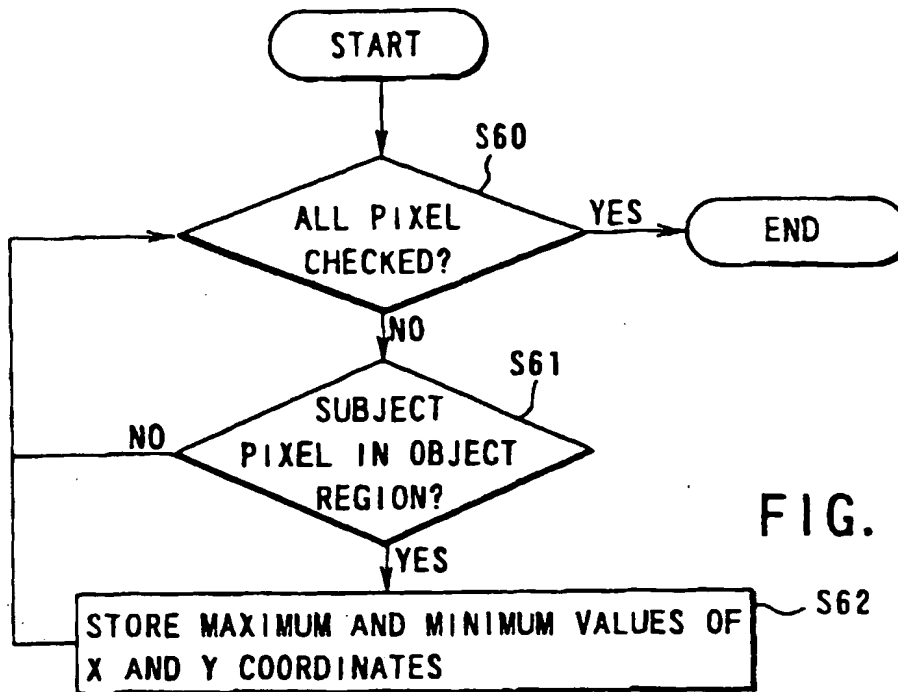 START
S60
ALL PIXEL
CHECKED?
YES
END
NO
S61
SUBJECT
PIXEL IN OBJECT
REGION?
NO
YES
FIG.
S62
STORE MAXIMUM AND MINIMUM VALUES OF
X AND Y COORDINATES